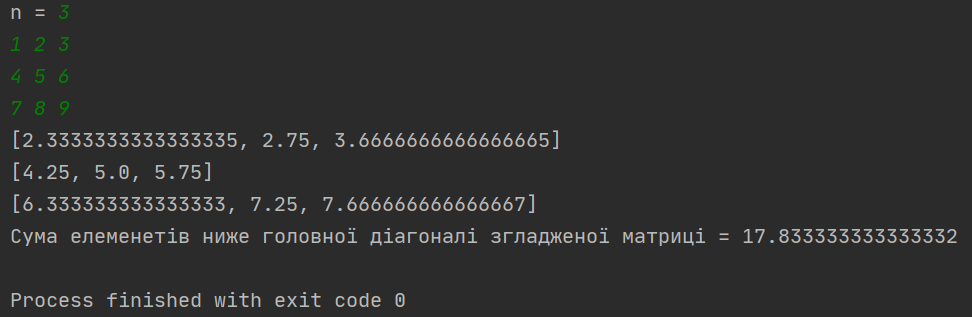 n = 3
1 2 3
4 5 6
7 8 9
[2.3333333333333335, 2.75, 3.6666666666666665]
[4.25, 5.0, 5.75]
[6.333333333333333, 7.25, 7.666666666666667]
Сума елеменетів ниже головної діагоналі згладженої матриці = 17.833333333333332
Process finished with exit code 0